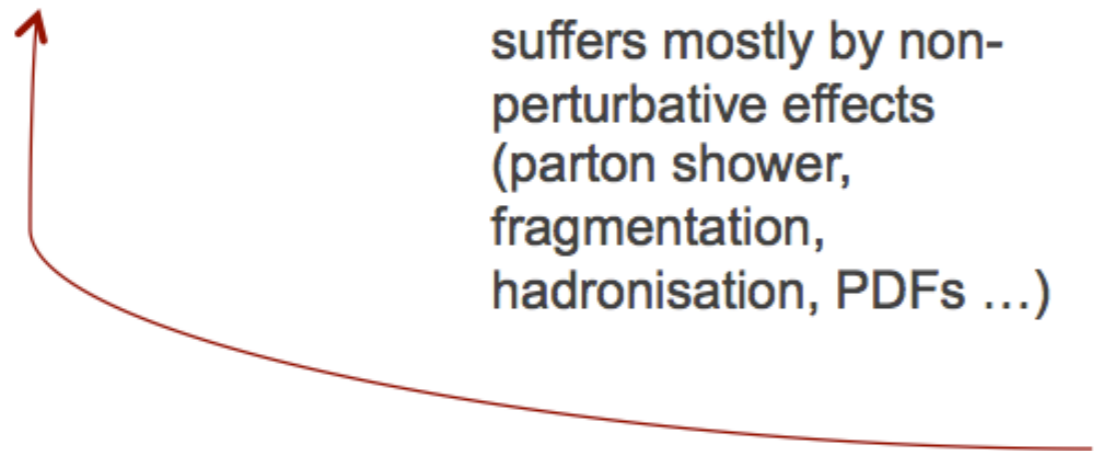 suffers mostly by non-
perturbative effects
(parton shower,
fragmentation,
hadronisation, PDFs …)